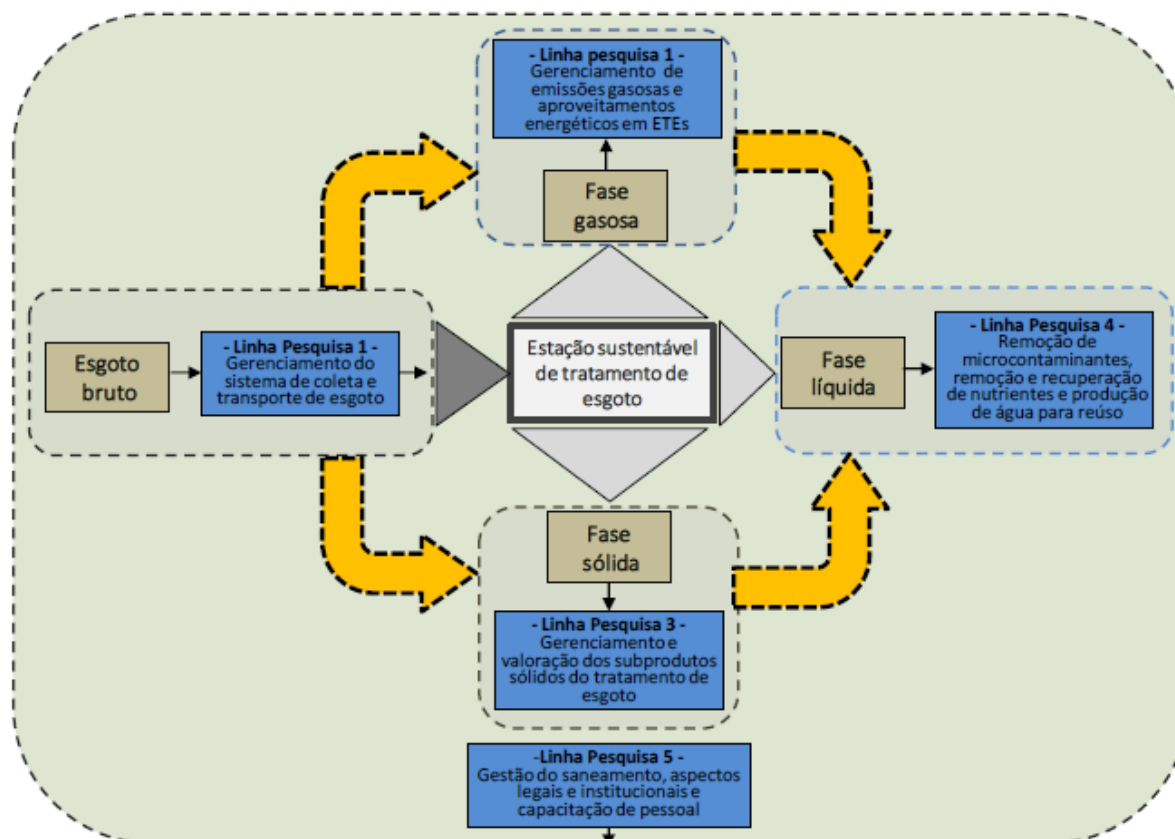 - Linha pesquisa 1 -
Gerenciamento de
emissões gasosas e
aproveitamentos
energéticos em ETEs
Fase
gasosa
Esgoto
bruto
- Linha Pesquisa 1 -
Gerenciamento do
sistema de coleta e
transporte de esgoto
Estação sustentável
de tratamento de
esgoto
Fase
líquida
- Linha Pesquisa 4 -
Remoção de
microcontaminantes,
remoção e recuperação
de nutrientes e produção
de água para reúso
Fase
sólida
- Linha Pesquisa 3 -
Gerenciamento e
valoração dos subprodutos
sólidos do tratamento de
esgoto
-Linha Pesquisa 5 -
Gestão do saneamento, aspectos
legais e institucionais e
capacitação de pessoal